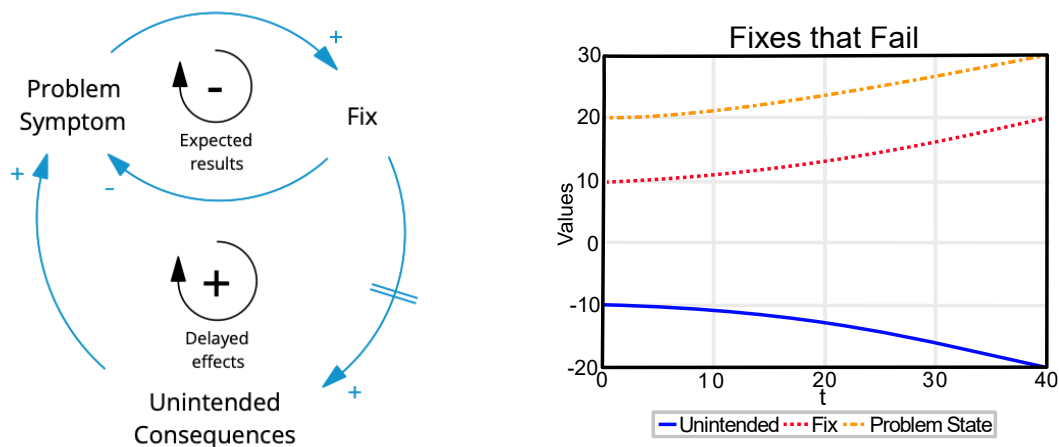 +
Problem
Symptom
-
Fix
Expected
results
+
–
+
Delayed
effects
+
Unintended
Consequences
Fixes that Fail
30
20
10
0
-10
-20
Values
0
10
20
30
40
t
Unintended
Fix
Problem State